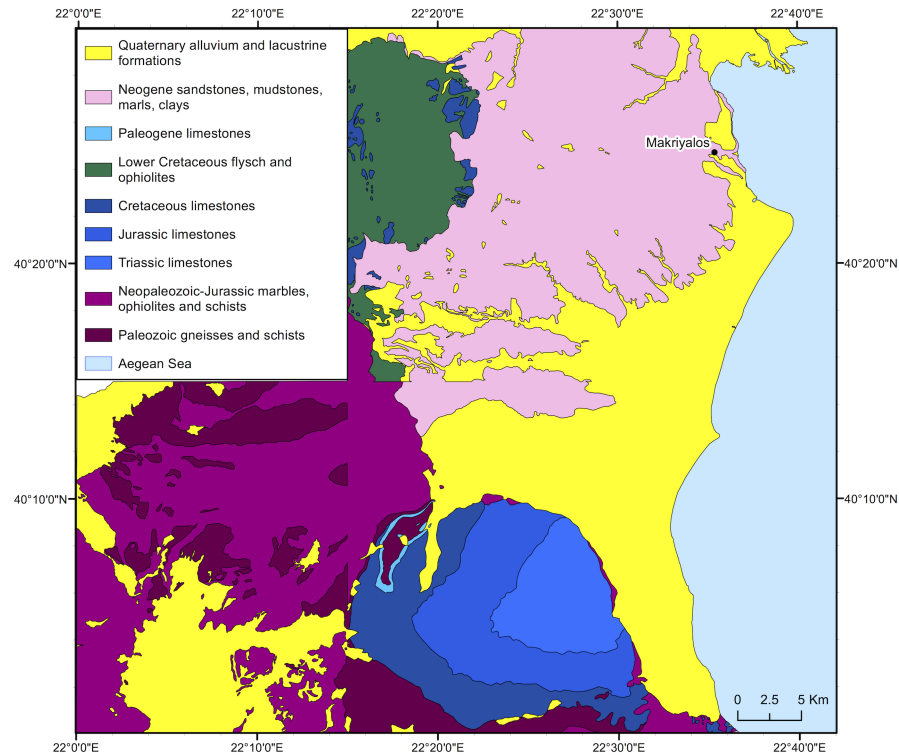 22°0'0"E 22°10'0"E 22°20'0"E 22°30'0"E 22°40'0"E
Quaternary alluvium and lacustrine
formations
Neogene sandstones, mudstones,
marls, clays
Paleogene limestones
Lower Cretaceous flysch and
ophiolites
Cretaceous limestones
Jurassic limestones
Triassic limestones
Neopaleozoic-Jurassic marbles,
ophiolites and schists
Paleozoic gneisses and schists
Aegean Sea
Makriyalos
40°20'0"N 40°20'0"N
40°10'0"N 40°10'0"N
0 2.5 5 Km
22°0'0"E 22°10'0"E 22°20'0"E 22°30'0"E 22°40'0"E